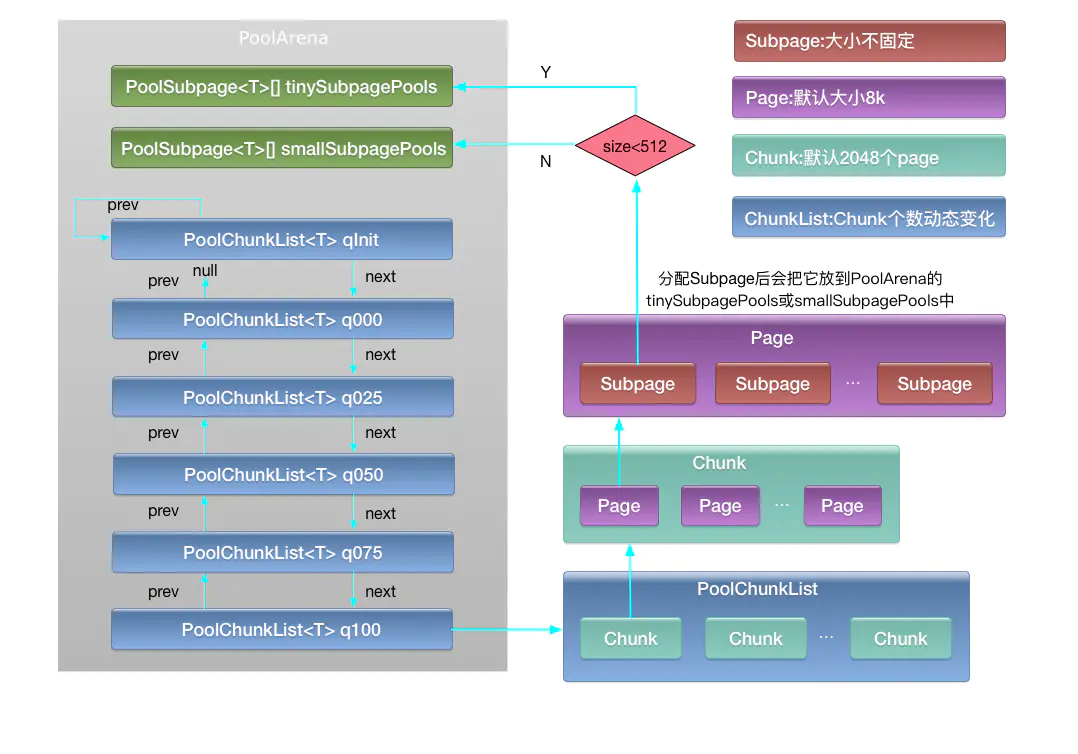 PoolArena
PoolSubpage<T>[] tinySubpagePools
PoolSubpage<T>[] smallSubpagePools
prev
PoolChunkList<T> qInit
null
prev
next
PoolChunkList<T> q000
prev
next
PoolChunkList<T> q025
prev
next
PoolChunkList<T> q050
prev
next
PoolChunkList<T> q075
prev
next
PoolChunkList<T> q100
Y
N
size<512
Subpage:大小不固定
Page:默认大小8k
Chunk:默认2048个page
ChunkList:Chunk个数动态变化
分配Subpage后会把它放到PoolArena的
tinySubpagePools或smallSubpagePools中
Page
Subpage
Subpage
...
Subpage
Chunk
Page
Page
...
Page
PoolChunkList
Chunk
Chunk
...
Chunk